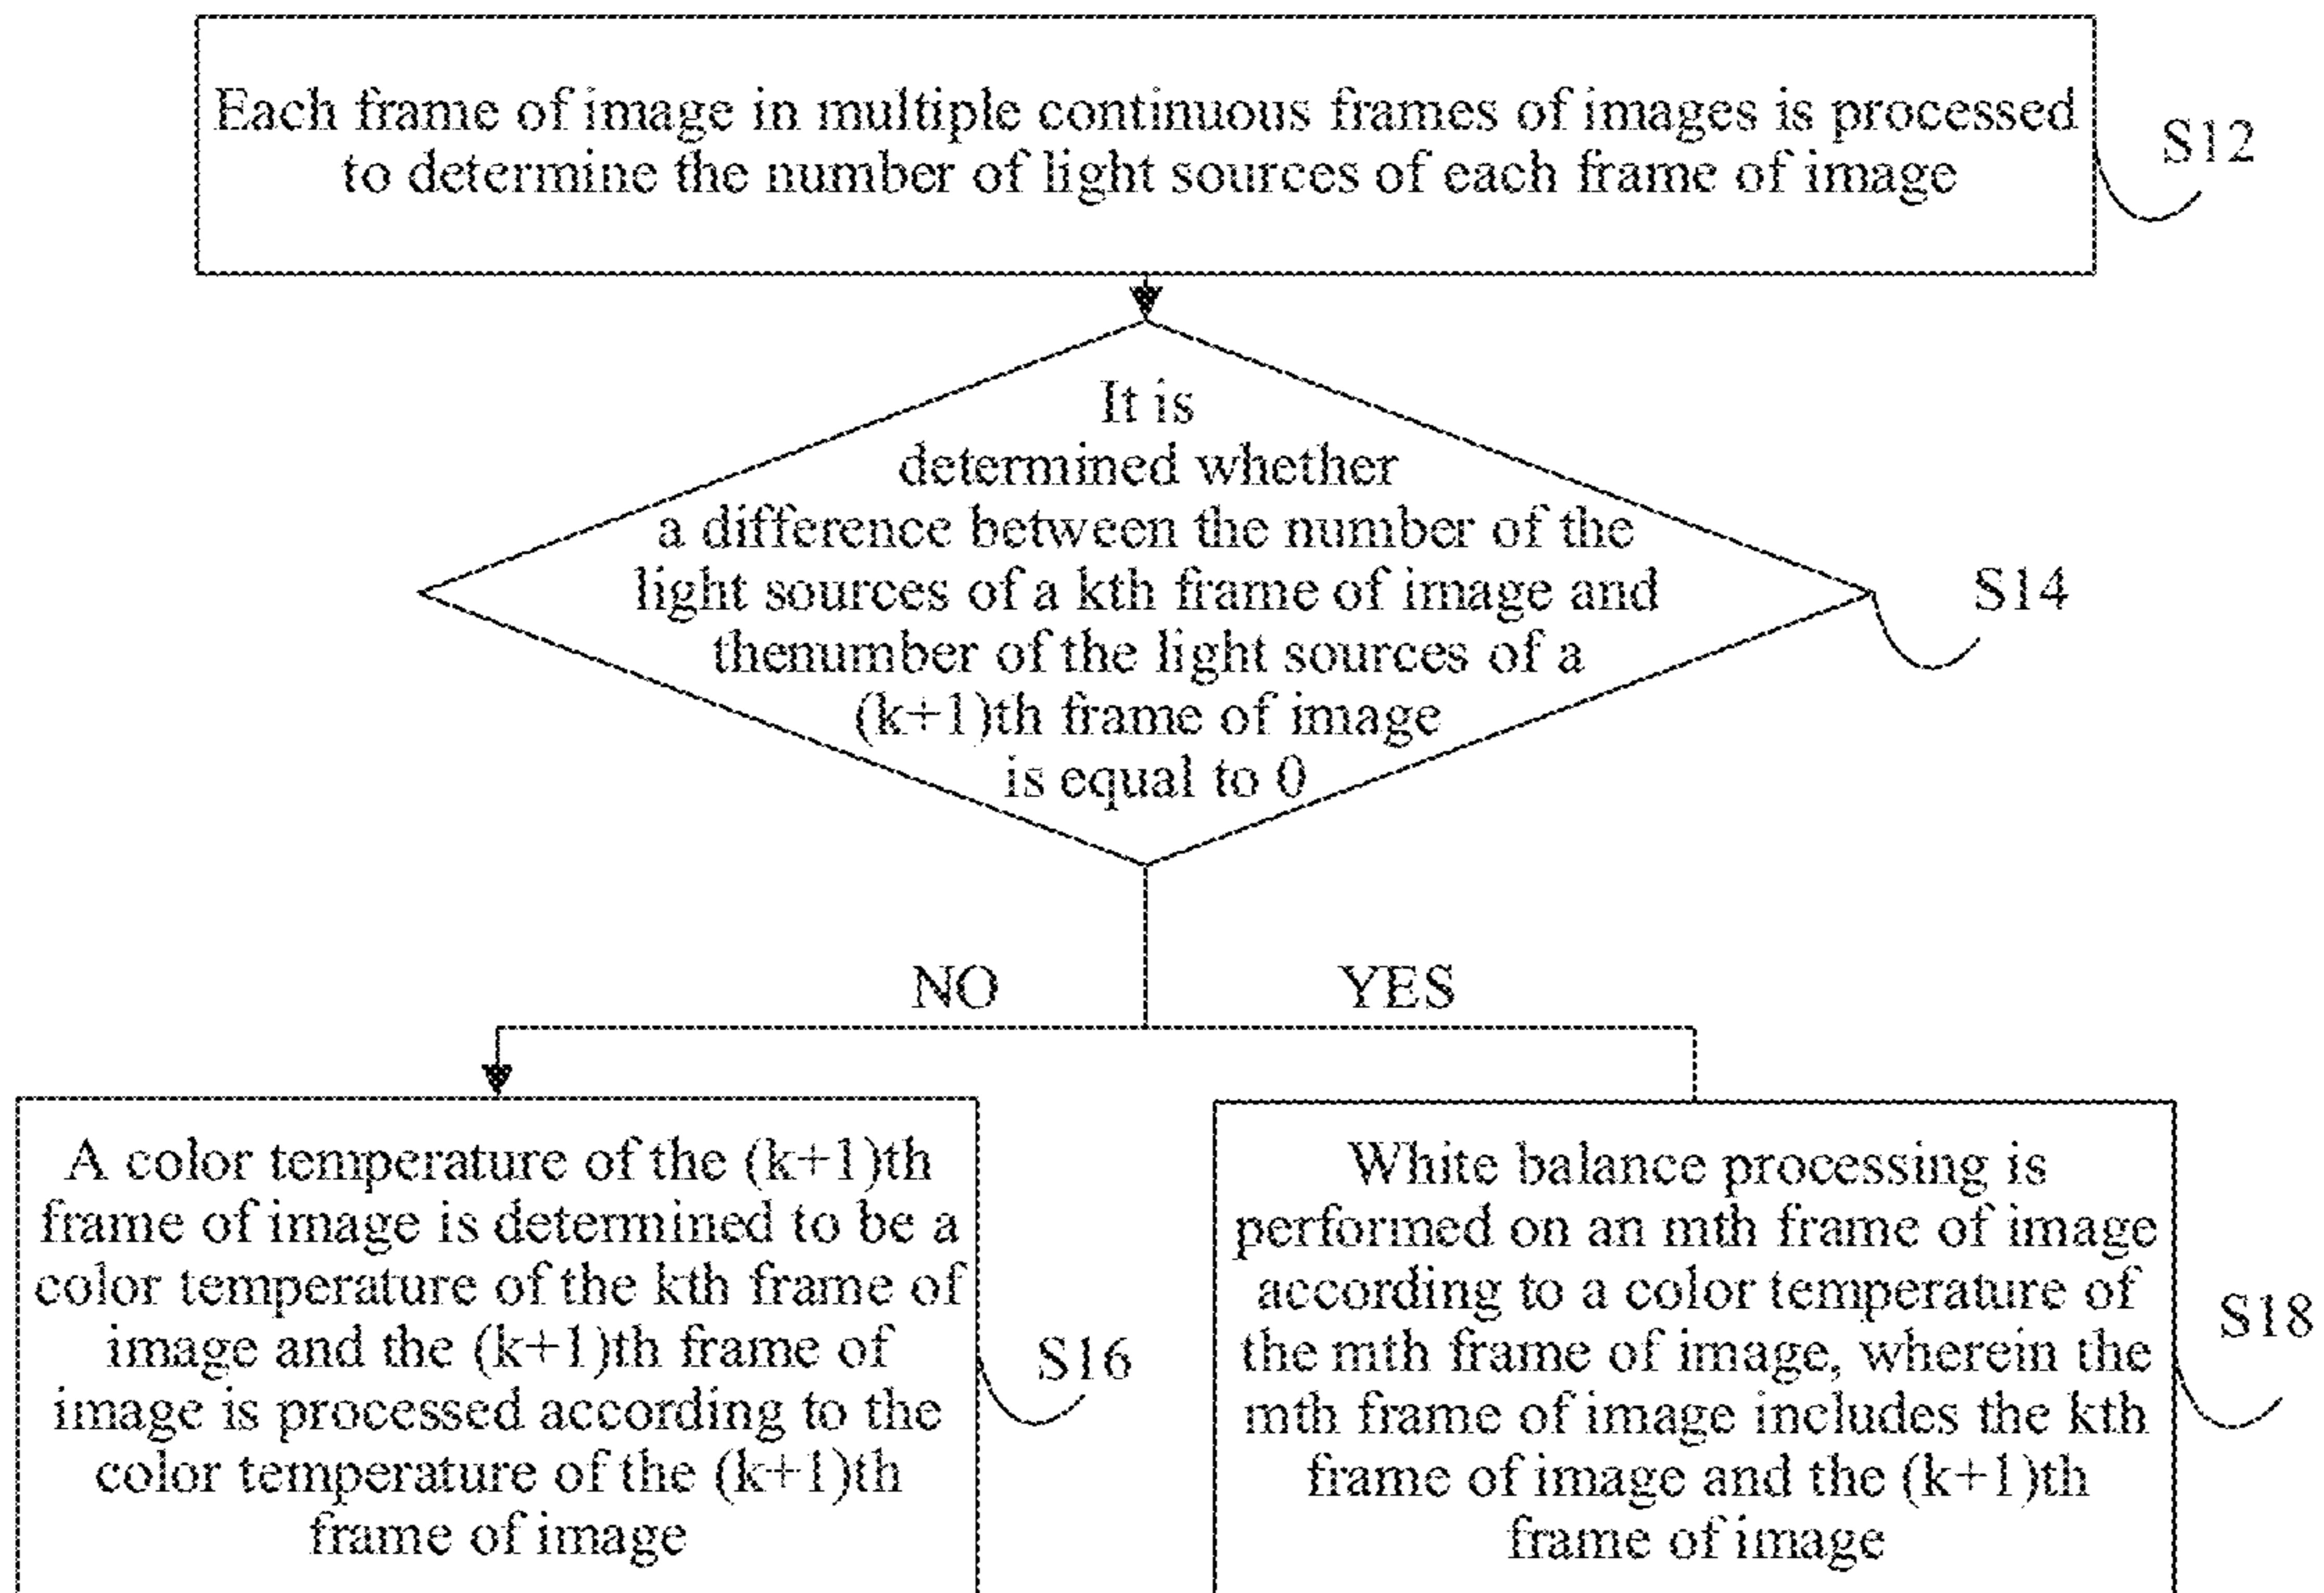 Each frame of image in multiple continuous frames of images is processed
to determine the number of light sources of each frame of image
S12
It is
determined whether
a difference between the number of the
light sources of a kth frame of image and
thenumber of the light sources of a
(k+1)th frame of image
is equal to 0
S14
NO
YES
A color temperature of the (k+1)th
frame of image is determined to be a
color temperature of the kth frame of
image and the (k+1)th frame of
image is processed according to the
color temperature of the (k+1)th
frame of image
S16
White balance processing is
performed on an mth frame of image
according to a color temperature of
the mth frame of image, wherein the
mth frame of image includes the kth
frame of image and the (k+1)th
frame of image
S18